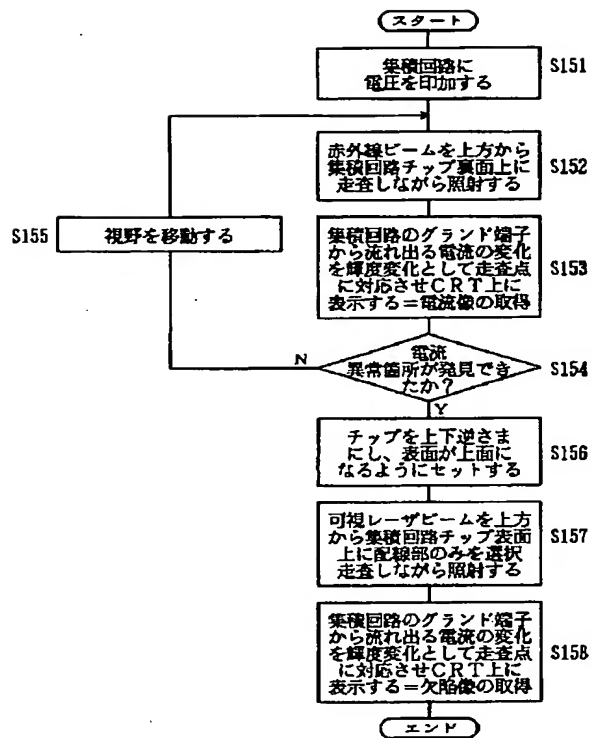 スタート
集積回路に
電圧を印加する
S151
赤外線ビームを上方から
集積回路チップ裏面上に
走査しながら照射する
S152
S155
視野を移動する
集積回路のグランド端子
から流れ出る電流の変化
を輝度変化として走査点
に対応させCRT上に
表示する=電流像の取得
S153
N
電流
異常箇所が発見でき
たか?
S154
Y
チップを上下逆さま
にし、表面が上面に
なるようにセットする
S156
可視レーザビームを上方
から集積回路チップ表面
上に配線部のみを選択
走査しながら照射する
S157
集積回路のグランド端子
から流れ出る電流の変化
を輝度変化として走査点
に対応させCRT上に
表示する=欠陥像の取得
S158
エンド